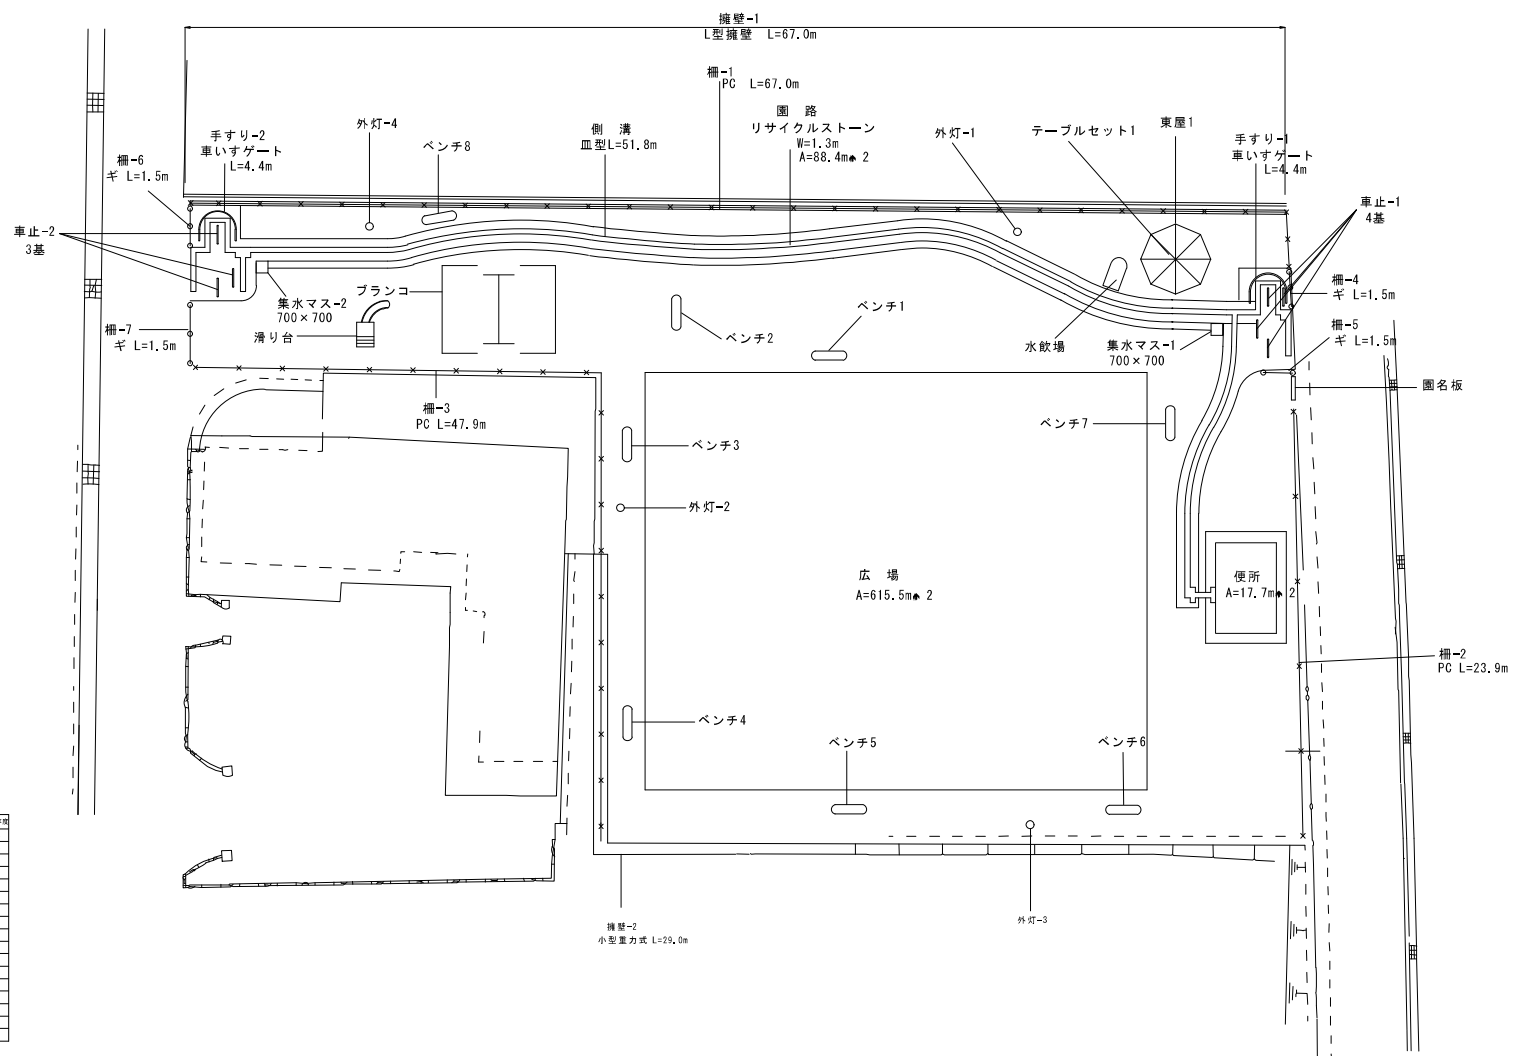 擁壁-1
L型擁壁 L=67.0m
柵-1
PC L=67.0m
園 路
リサイクルストーン
W=1.3m
A=88.4m 2
側 溝
皿型L=51.8m
外灯-4
ベンチ8
手すり-2
車いすゲート
L=4.4m
柵-6
ギ L=1.5m
車止-2
3基
外灯-1
テーブルセット1
東屋1
手すり-1
車いすゲート
L=4.4m
車止-1
4基
柵-4
ギ L=1.5m
柵-5
ギ L=1.5m
園名板
集水マス-2
700×700
ブランコ
滑り台
柵-7
ギ L=1.5m
ベンチ2
ベンチ1
水飲場
集水マス-1
700×700
柵-3
PC L=47.9m
ベンチ3
ベンチ7
外灯-2
広 場
A=615.5m 2
便所
A=17.7m 2
柵-2
PC L=23.9m
ベンチ4
ベンチ5
ベンチ6
擁壁-2
小型重力式 L=29.0m
外灯-3